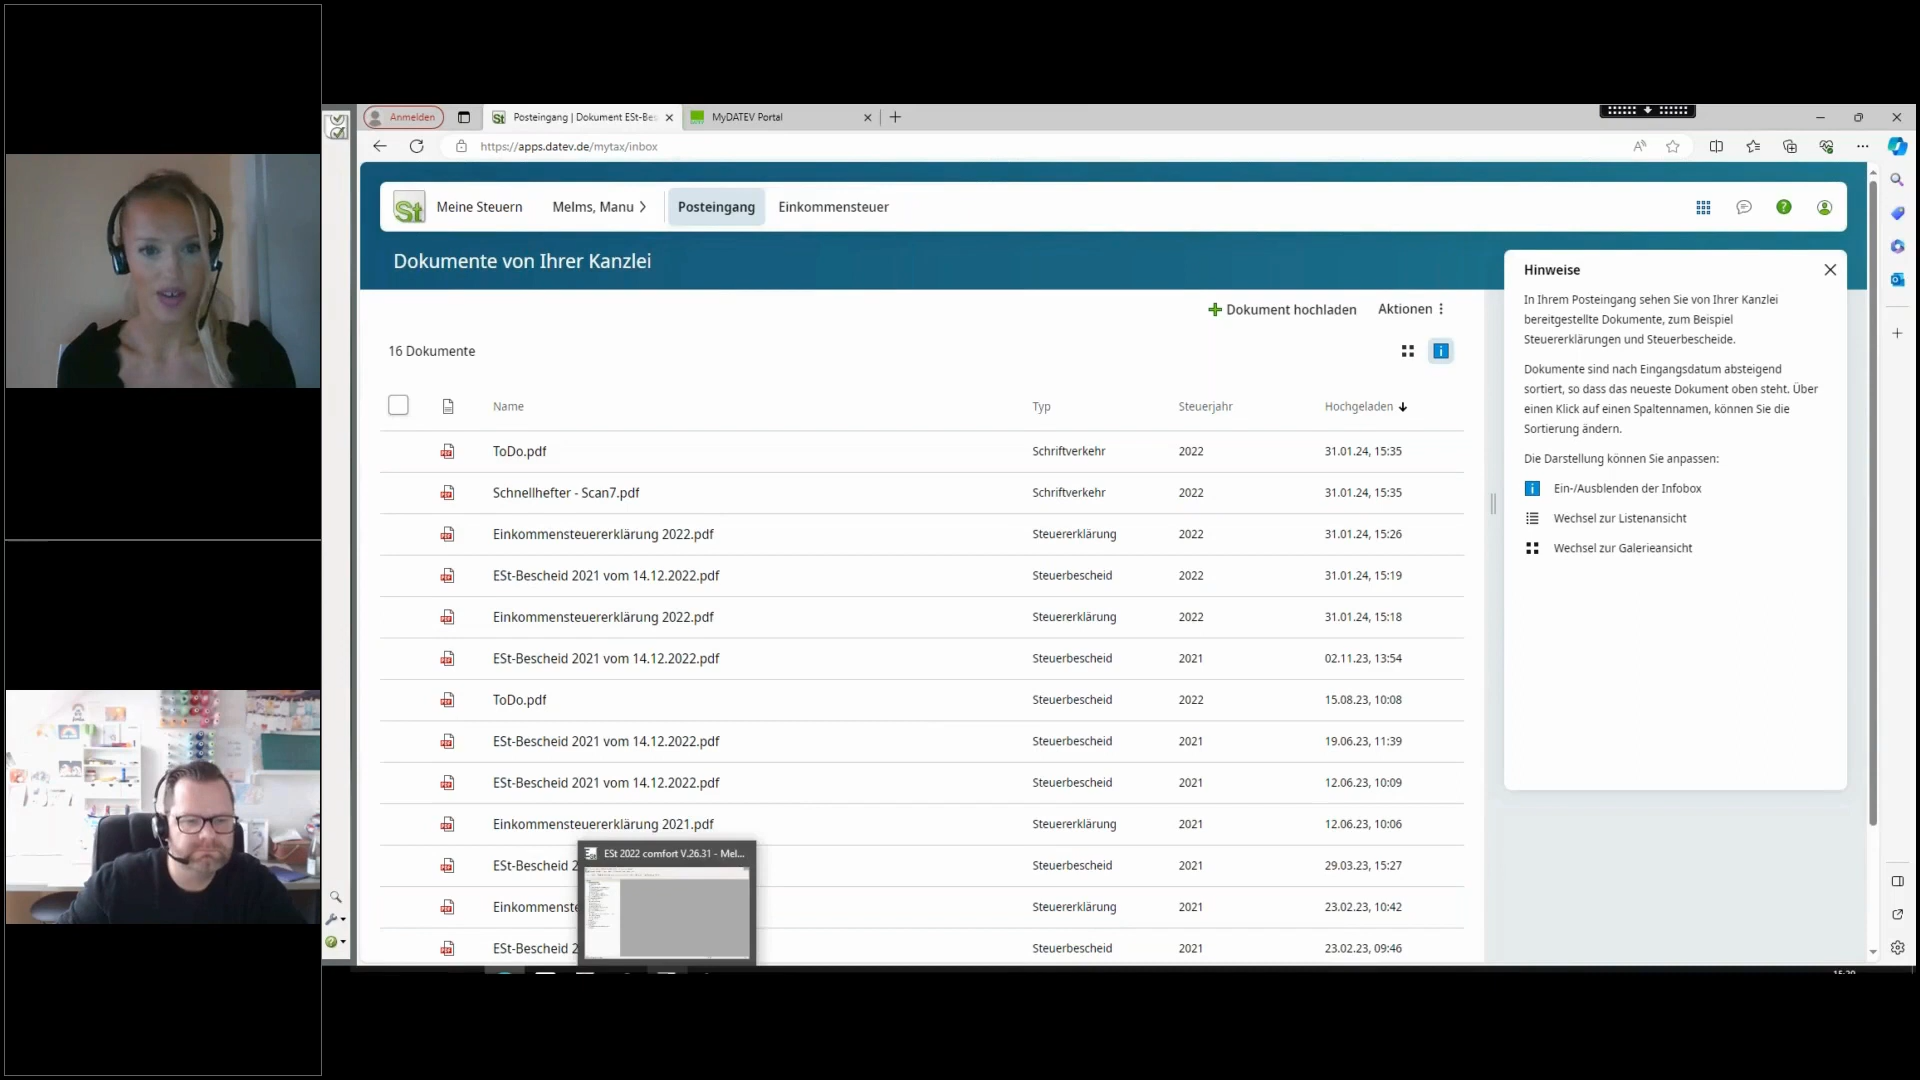 Anmelden
Posteingang | Dokument ESt-Bes
MyDATEV Portal
https://apps.datev.de/mytax/inbox
St
Meine Steuern
Melms, Manu
Posteingang
Einkommensteuer
Dokumente von Ihrer Kanzlei
Dokument hochladen
Aktionen
16 Dokumente
Name Typ Steuerjahr Hochgeladen
ToDo.pdf Schriftverkehr 2022 31.01.24, 15:35
Schnellhefter - Scan7.pdf Schriftverkehr 2022 31.01.24, 15:35
Einkommensteuererklärung 2022.pdf Steuererklärung 2022 31.01.24, 15:26
ESt-Bescheid 2021 vom 14.12.2022.pdf Steuerbescheid 2022 31.01.24, 15:19
Einkommensteuererklärung 2022.pdf Steuererklärung 2022 31.01.24, 15:18
ESt-Bescheid 2021 vom 14.12.2022.pdf Steuerbescheid 2021 02.11.23, 13:54
ToDo.pdf Steuerbescheid 2022 15.08.23, 10:08
ESt-Bescheid 2021 vom 14.12.2022.pdf Steuerbescheid 2021 19.06.23, 11:39
ESt-Bescheid 2021 vom 14.12.2022.pdf Steuerbescheid 2021 12.06.23, 10:09
Einkommensteuererklärung 2021.pdf Steuererklärung 2021 12.06.23, 10:06
ESt-Bescheid 2 Steuerbescheid 2021 29.03.23, 15:27
Einkommenste Steuererklärung 2021 23.02.23, 10:42
ESt-Bescheid 2 Steuerbescheid 2021 23.02.23, 09:46
ESt 2022 comfort V.26.31 - Mel...
Hinweise
In Ihrem Posteingang sehen Sie von Ihrer Kanzlei
bereitgestellte Dokumente, zum Beispiel
Steuererklärungen und Steuerbescheide.
Dokumente sind nach Eingangsdatum absteigend
sortiert, so dass das neueste Dokument oben steht. Über
einen Klick auf einen Spaltennamen, können Sie die
Sortierung ändern.
Die Darstellung können Sie anpassen:
Ein-/Ausblenden der Infobox
Wechsel zur Listenansicht
Wechsel zur Galerieansicht